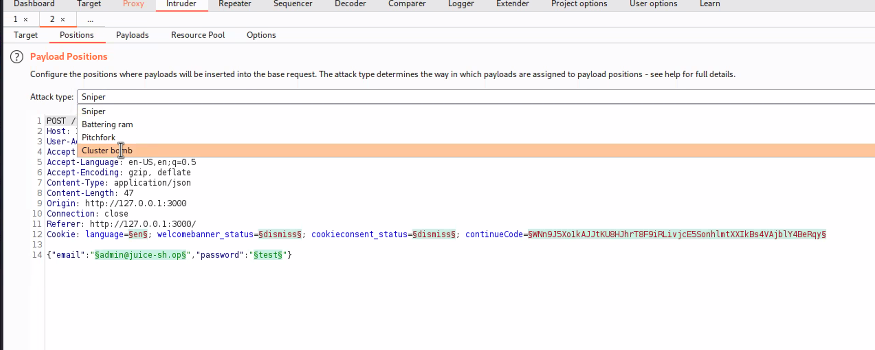 Dashboard Target Proxy Intruder Repeater Sequencer Decoder Comparer Logger Extender Project options User options Learn
1 × 2 × ...
Target Positions Payloads Resource Pool Options
? Payload Positions
Configure the positions where payloads will be inserted into the base request. The attack type determines the way in which payloads are assigned to payload positions - see help for full details.
Attack type: Sniper
Sniper
Battering ram
Pitchfork
Cluster bomb
1 POST /
2 Host:
3 User-A
4 Accept
5 Accept-Language: en-US,en;q=0.5
6 Accept-Encoding: gzip, deflate
7 Content-Type: application/json
8 Content-Length: 47
9 Origin: http://127.0.0.1:3000
10 Connection: close
11 Referer: http://127.0.0.1:3000/
12 Cookie: language=§en§; welcomebanner_status=§dismiss§; cookieconsent_status=§dismiss§; continueCode=
13
14 {"email":"§admin@juice-sh.op§","password":"§test§"}